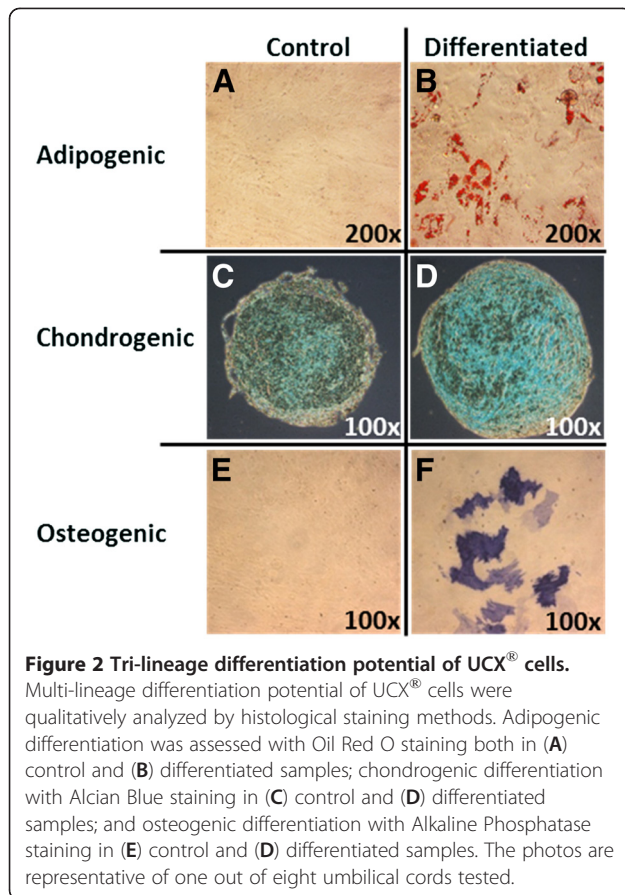 Control Differentiated
A B
Adipogenic
200x 200x
C D
Chondrogenic
100x 100x
E F
Osteogenic
100x 100x
Figure 2 Tri-lineage differentiation potential of UCX® cells.
Multi-lineage differentiation potential of UCX® cells were
qualitatively analyzed by histological staining methods. Adipogenic
differentiation was assessed with Oil Red O staining both in (A)
control and (B) differentiated samples; chondrogenic differentiation
with Alcian Blue staining in (C) control and (D) differentiated
samples; and osteogenic differentiation with Alkaline Phosphatase
staining in (E) control and (D) differentiated samples. The photos are
representative of one out of eight umbilical cords tested.